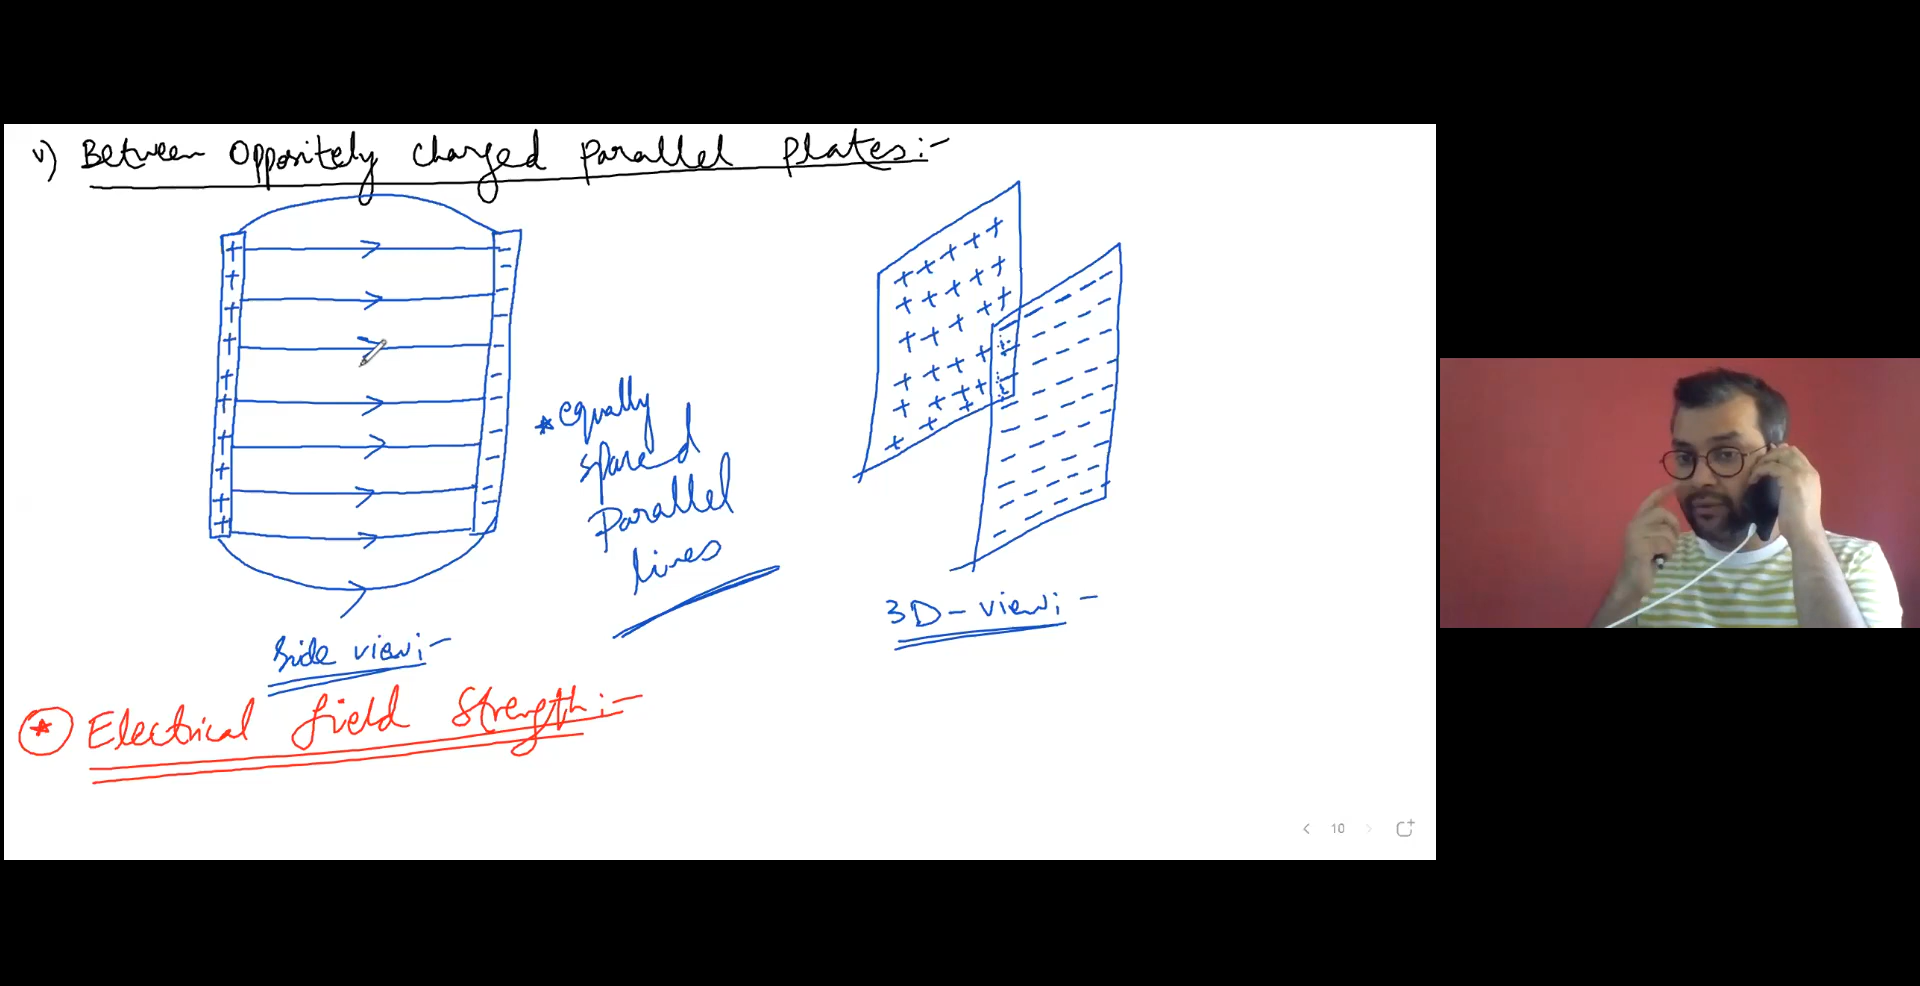 v) Between Oppositely charged parallel plates:-
* equally
spaced
Parallel
lines
Side view:-
3D-view:-
* Electrical field Strength:-
10